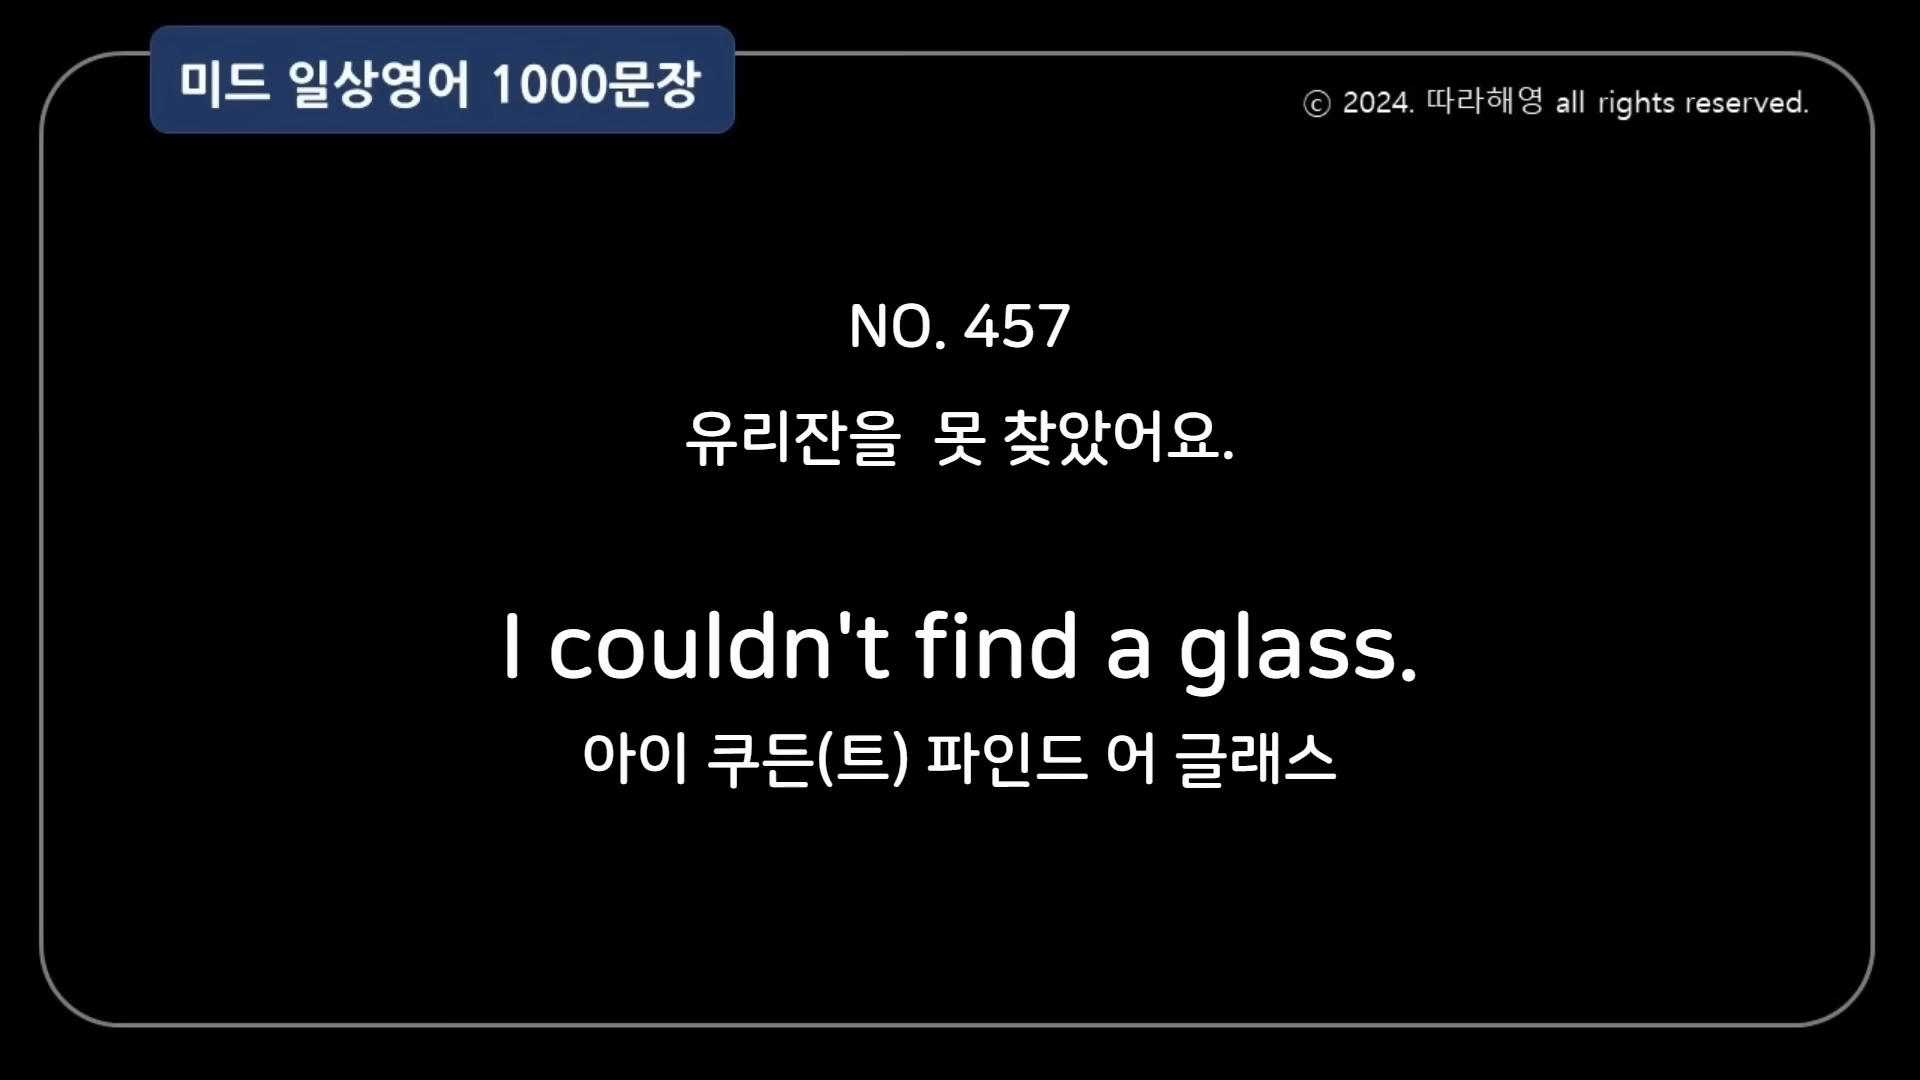 미드 일상영어 1000문장
ⓒ 2024. 따라해영 all rights reserved.
NO. 457
유리잔을  못 찾았어요.
I couldn't find a glass.
아이 쿠든(트) 파인드 어 글래스